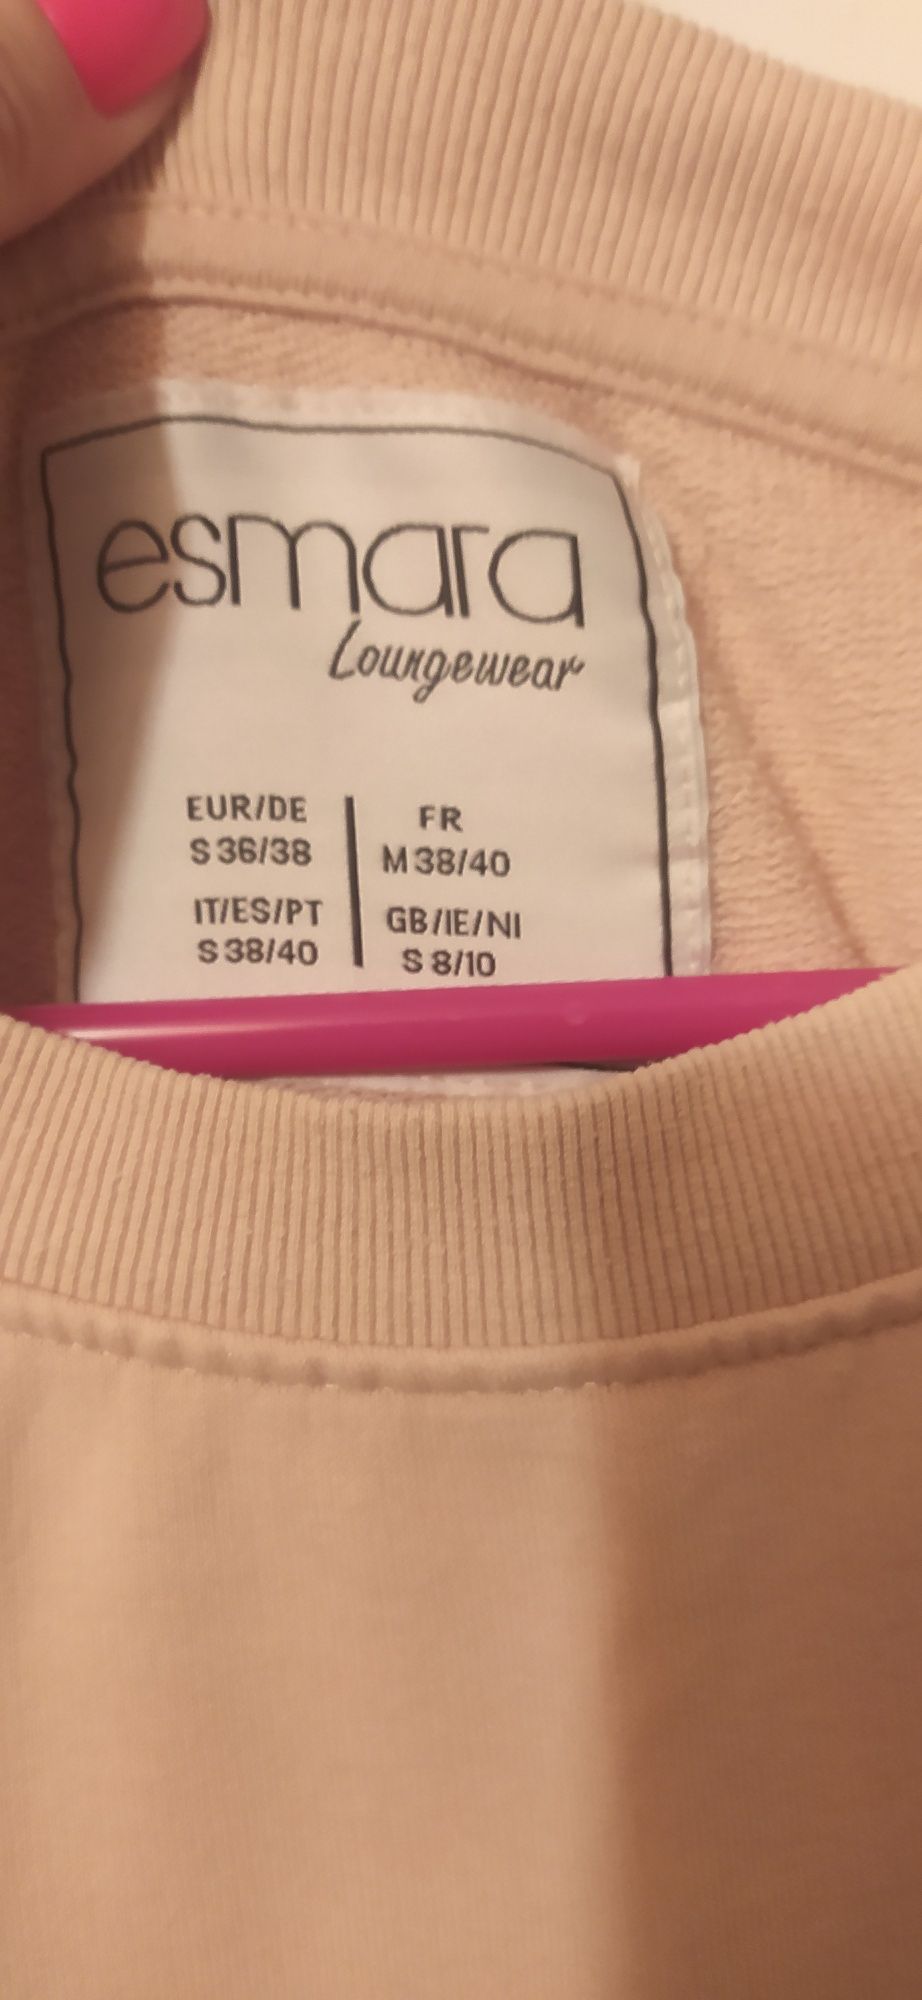 esmara
Loungewear
EUR/DE
S 36/38
IT/ES/PT
S 38/40
FR
M 38/40
GB/IE/NI
S 8/10